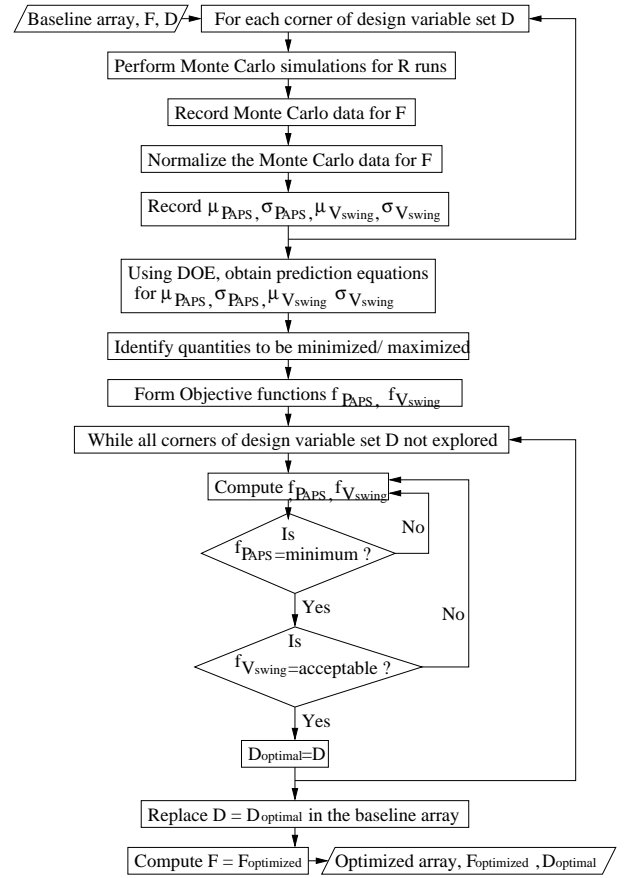 Baseline array, F, D
For each corner of design variable set D
Perform Monte Carlo simulations for R runs
Record Monte Carlo data for F
Normalize the Monte Carlo data for F
Record μPAPS, σPAPS, μVswing, σVswing
Using DOE, obtain prediction equations
for μPAPS, σPAPS, μVswing σVswing
Identify quantities to be minimized/ maximized
Form Objective functions fPAPS, fVswing
While all corners of design variable set D not explored
Compute fPAPS, fVswing
No
Is
fPAPS=minimum ?
Yes
No
Is
fVswing=acceptable ?
Yes
Doptimal=D
Replace D = Doptimal in the baseline array
Compute F = Foptimized
Optimized array, Foptimized , Doptimal